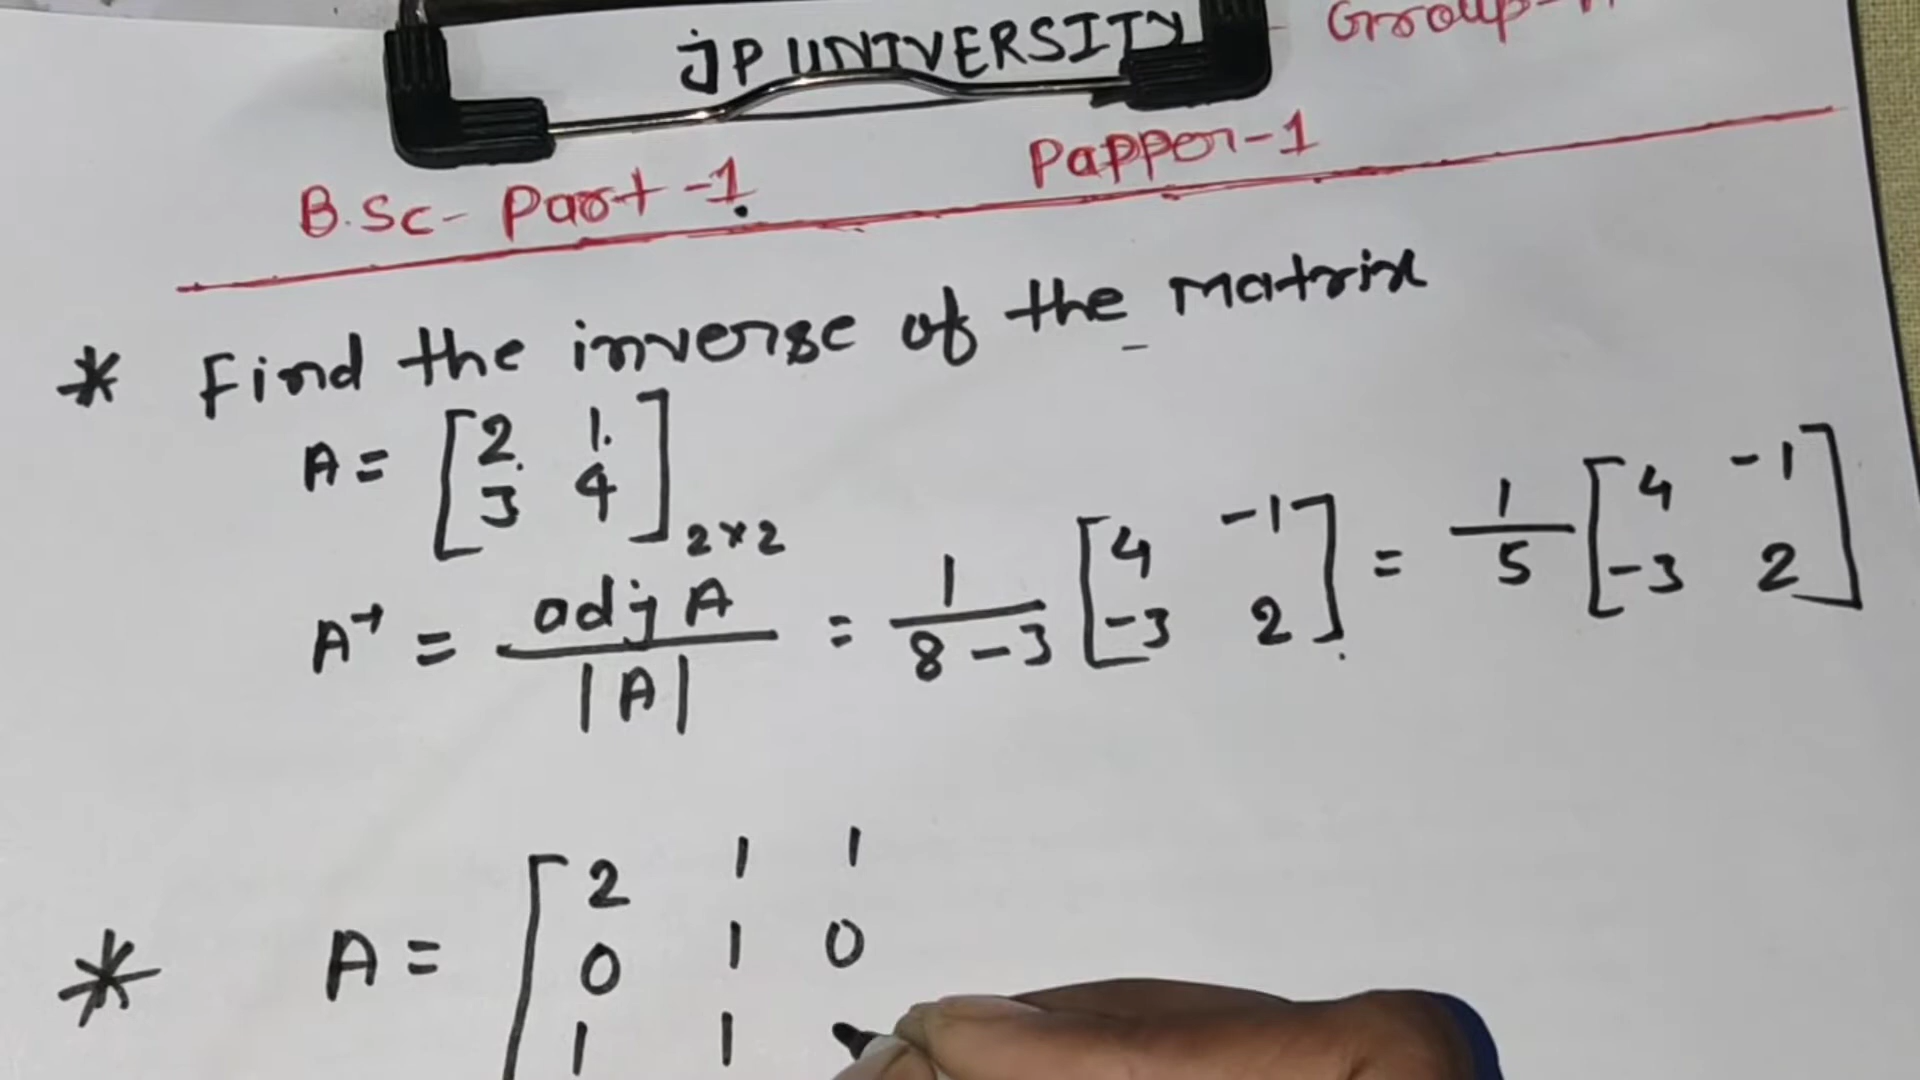 JP UNIVERSITY
B.Sc- Part -1 Papper-1
* Find the inverse of the Matrix
A = [2 1
3 4] 2×2
A⁻¹ = adj A / |A| = 1 / 8 - 3 [4 -1
-3 2] = 1 / 5 [4 -1
-3 2]
* A = [2 1 1
0 1 0
1 1